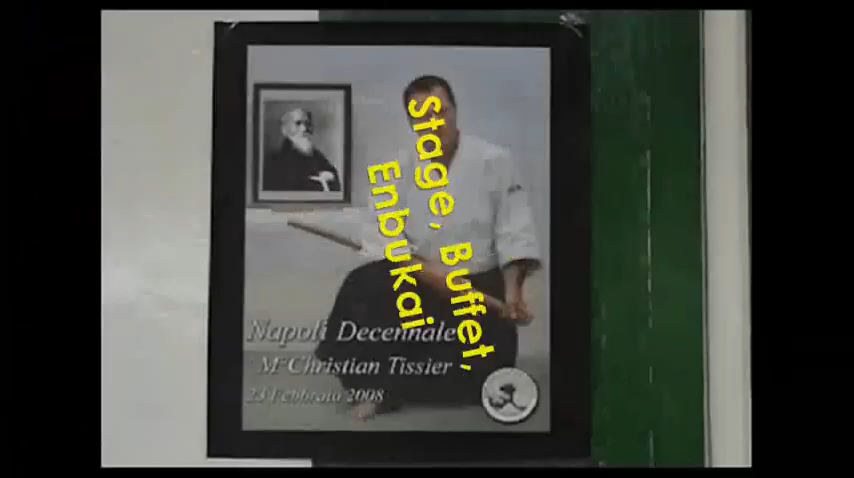 Stage, Buffet,
Enbukai
Napoli Decennale
M° Christian Tissier
23 Febbraio 2008